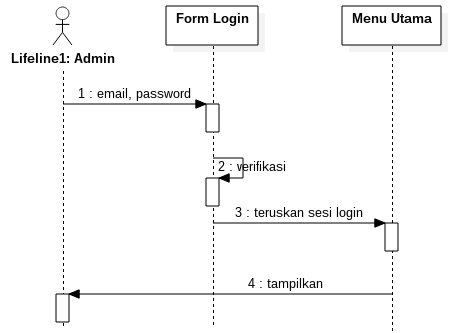 Form Login
Menu Utama
Lifeline1: Admin
1 : email, password
2 : verifikasi
3 : teruskan sesi login
4 : tampilkan